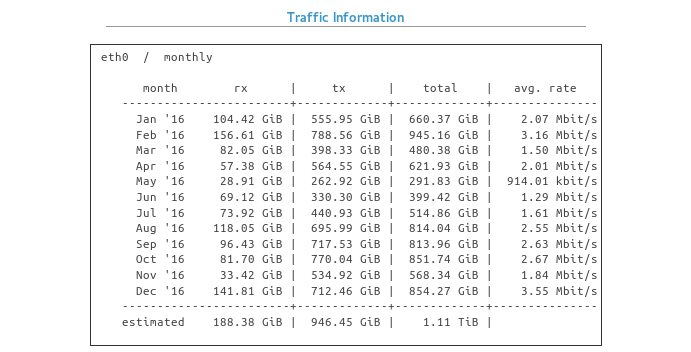 Traffic Information
eth0  /  monthly
      month        rx      |     tx      |    total    |   avg. rate
   ------------------------+-------------+-------------+---------------
     Jan '16    104.42 GiB |  555.95 GiB |  660.37 GiB |    2.07 Mbit/s
     Feb '16    156.61 GiB |  788.56 GiB |  945.16 GiB |    3.16 Mbit/s
     Mar '16     82.05 GiB |  398.33 GiB |  480.38 GiB |    1.50 Mbit/s
     Apr '16     57.38 GiB |  564.55 GiB |  621.93 GiB |    2.01 Mbit/s
     May '16     28.91 GiB |  262.92 GiB |  291.83 GiB |  914.01 kbit/s
     Jun '16     69.12 GiB |  330.30 GiB |  399.42 GiB |    1.29 Mbit/s
     Jul '16     73.92 GiB |  440.93 GiB |  514.86 GiB |    1.61 Mbit/s
     Aug '16    118.05 GiB |  695.99 GiB |  814.04 GiB |    2.55 Mbit/s
     Sep '16     96.43 GiB |  717.53 GiB |  813.96 GiB |    2.63 Mbit/s
     Oct '16     81.70 GiB |  770.04 GiB |  851.74 GiB |    2.67 Mbit/s
     Nov '16     33.42 GiB |  534.92 GiB |  568.34 GiB |    1.84 Mbit/s
     Dec '16    141.81 GiB |  712.46 GiB |  854.27 GiB |    3.55 Mbit/s
   ------------------------+-------------+-------------+---------------
   estimated    188.38 GiB |  946.45 GiB |    1.11 TiB |